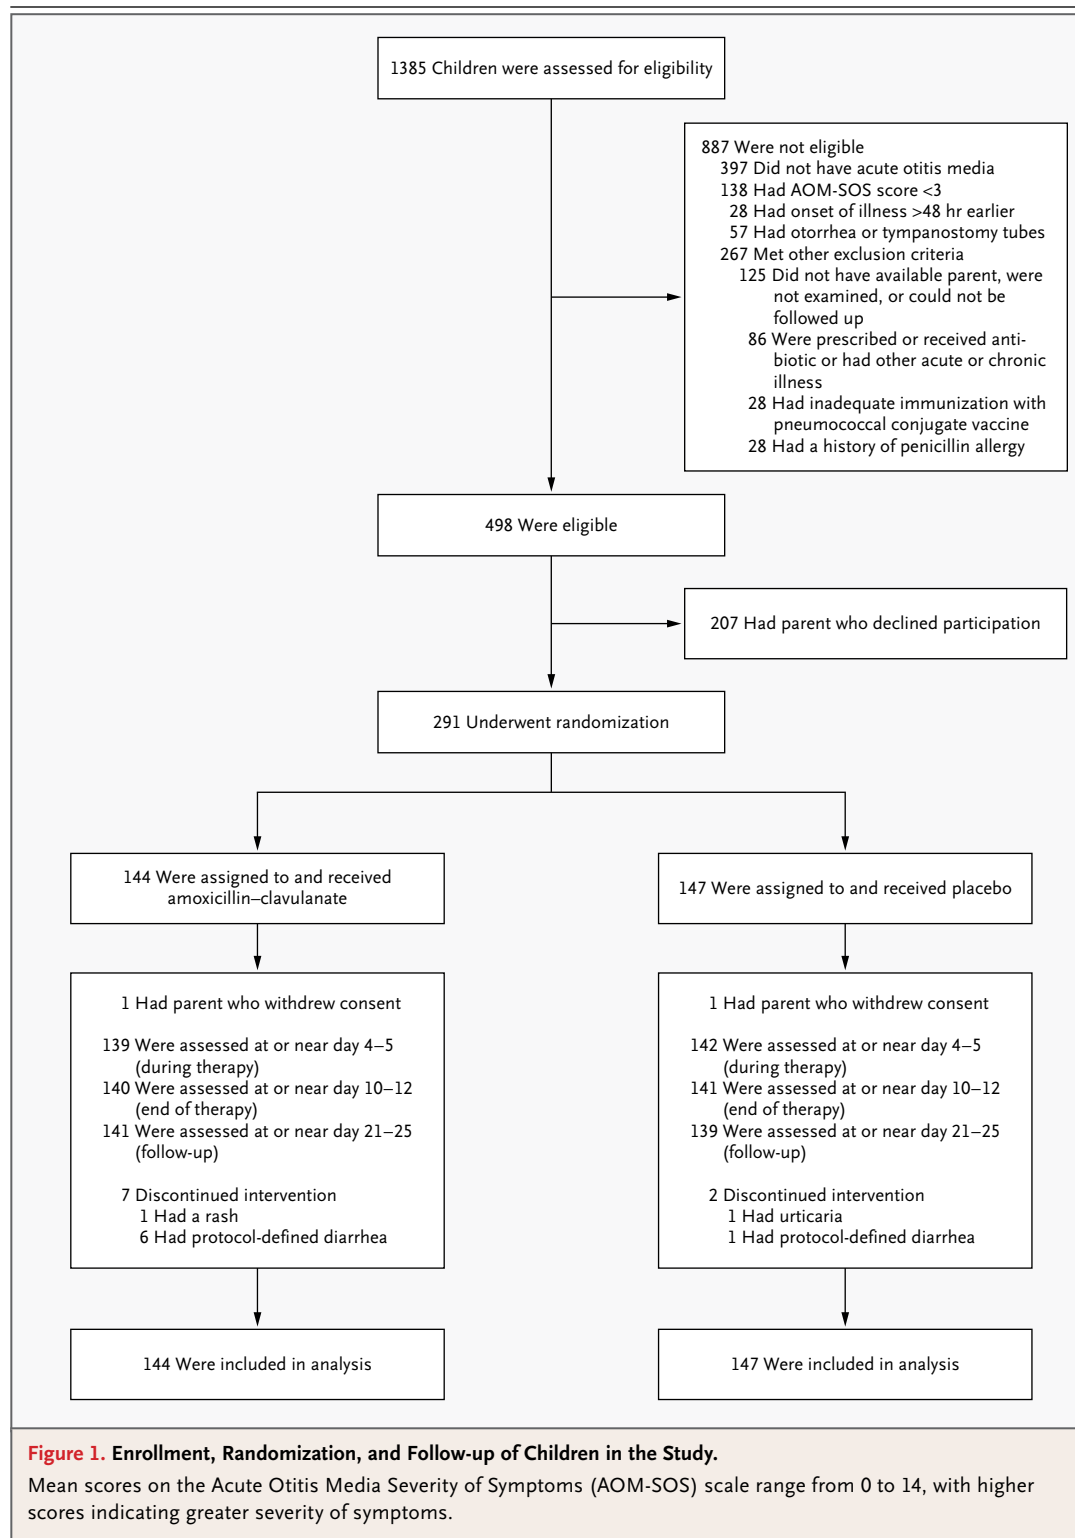 1385 Children were assessed for eligibility
887 Were not eligible
397 Did not have acute otitis media
138 Had AOM-SOS score <3
28 Had onset of illness >48 hr earlier
57 Had otorrhea or tympanostomy tubes
267 Met other exclusion criteria
125 Did not have available parent, were
not examined, or could not be
followed up
86 Were prescribed or received anti-
biotic or had other acute or chronic
illness
28 Had inadequate immunization with
pneumococcal conjugate vaccine
28 Had a history of penicillin allergy
498 Were eligible
207 Had parent who declined participation
291 Underwent randomization
144 Were assigned to and received
amoxicillin–clavulanate
147 Were assigned to and received placebo
1 Had parent who withdrew consent
139 Were assessed at or near day 4–5
(during therapy)
140 Were assessed at or near day 10–12
(end of therapy)
141 Were assessed at or near day 21–25
(follow-up)
7 Discontinued intervention
1 Had a rash
6 Had protocol-defined diarrhea
1 Had parent who withdrew consent
142 Were assessed at or near day 4–5
(during therapy)
141 Were assessed at or near day 10–12
(end of therapy)
139 Were assessed at or near day 21–25
(follow-up)
2 Discontinued intervention
1 Had urticaria
1 Had protocol-defined diarrhea
144 Were included in analysis
147 Were included in analysis
Figure 1. Enrollment, Randomization, and Follow-up of Children in the Study.
Mean scores on the Acute Otitis Media Severity of Symptoms (AOM-SOS) scale range from 0 to 14, with higher
scores indicating greater severity of symptoms.